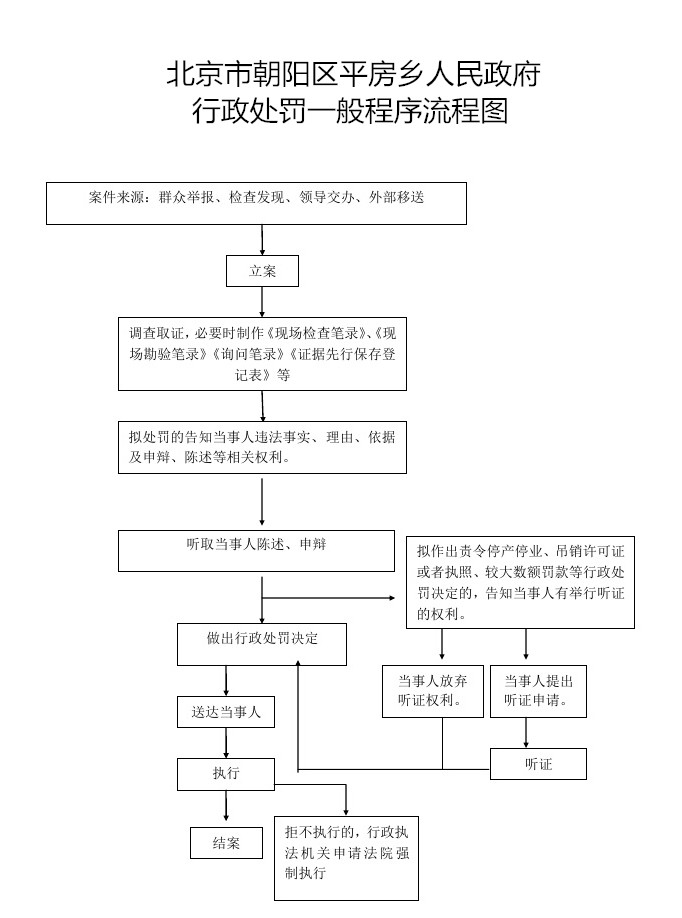 北京市朝阳区平房乡人民政府
行政处罚一般程序流程图
案件来源：群众举报、检查发现、领导交办、外部移送
立案
调查取证，必要时制作《现场检查笔录》、《现
场勘验笔录》《询问笔录》《证据先行保存登
记表》等
拟处罚的告知当事人违法事实、理由、依据
及申辩、陈述等相关权利。
听取当事人陈述、申辩
拟作出责令停产停业、吊销许可证
或者执照、较大数额罚款等行政处
罚决定的，告知当事人有举行听证
的权利。
做出行政处罚决定
当事人放弃
听证权利。
当事人提出
听证申请。
送达当事人
听证
执行
结案
拒不执行的，行政执
法机关申请法院强
制执行